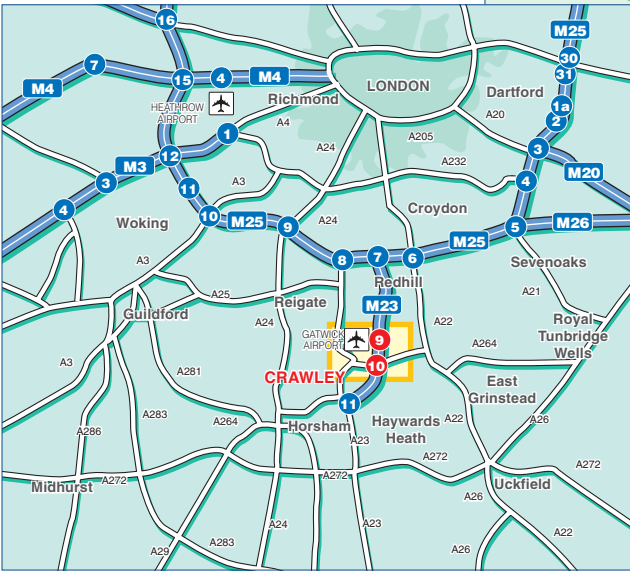 16
M25
30
7
15
4
M4
31
M4
LONDON
HEATHROW
AIRPORT
Richmond
Dartford
1a
A4
A20
2
1
A205
A24
3
12
M3
A232
M20
3
11
A3
4
4
10
M25
9
A24
Croydon
Woking
5
M26
M25
8
7
6
A3
Sevenoaks
Redhill
A25
Reigate
M23
A21
Guildford
A24
A22
Royal
Tunbridge
Wells
GATWICK
AIRPORT
9
A264
A3
10
A281
CRAWLEY
East
Grinstead
11
A283
A264
Horsham
Haywards
Heath
A22
A26
A286
A23
A272
A272
A272
A272
Midhurst
Uckfield
A26
A24
A23
A22
A283
A29
A26